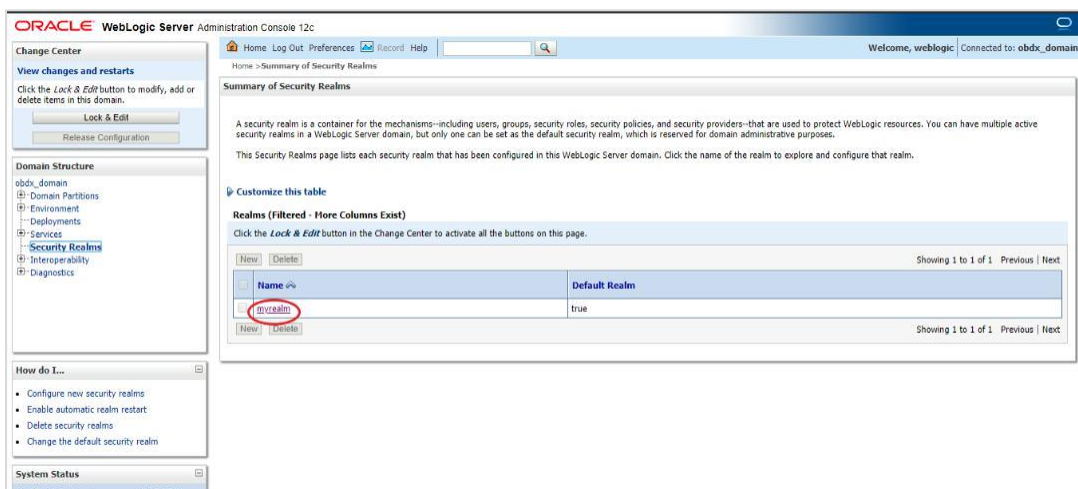 ORACLE WebLogic Server Administration Console 12c
Change Center
View changes and restarts
Click the Lock & Edit button to modify, add or
delete items in this domain.
Lock & Edit
Release Configuration
Domain Structure
obdx_domain
Domain Partitions
Environment
Deployments
Services
Security Realms
Interoperability
Diagnostics
How do I...
Configure new security realms
Enable automatic realm restart
Delete security realms
Change the default security realm
System Status
Home Log Out Preferences Record Help
Welcome, weblogic Connected to: obdx_domain
Home >Summary of Security Realms
Summary of Security Realms
A security realm is a container for the mechanisms--including users, groups, security roles, security policies, and security providers--that are used to protect WebLogic resources. You can have multiple active
security realms in a WebLogic Server domain, but only one can be set as the default security realm, which is reserved for domain administrative purposes.
This Security Realms page lists each security realm that has been configured in this WebLogic Server domain. Click the name of the realm to explore and configure that realm.
Customize this table
Realms (Filtered - More Columns Exist)
Click the Lock & Edit button in the Change Center to activate all the buttons on this page.
New Delete Showing 1 to 1 of 1 Previous | Next
Name Default Realm
myrealm true
New Delete Showing 1 to 1 of 1 Previous | Next